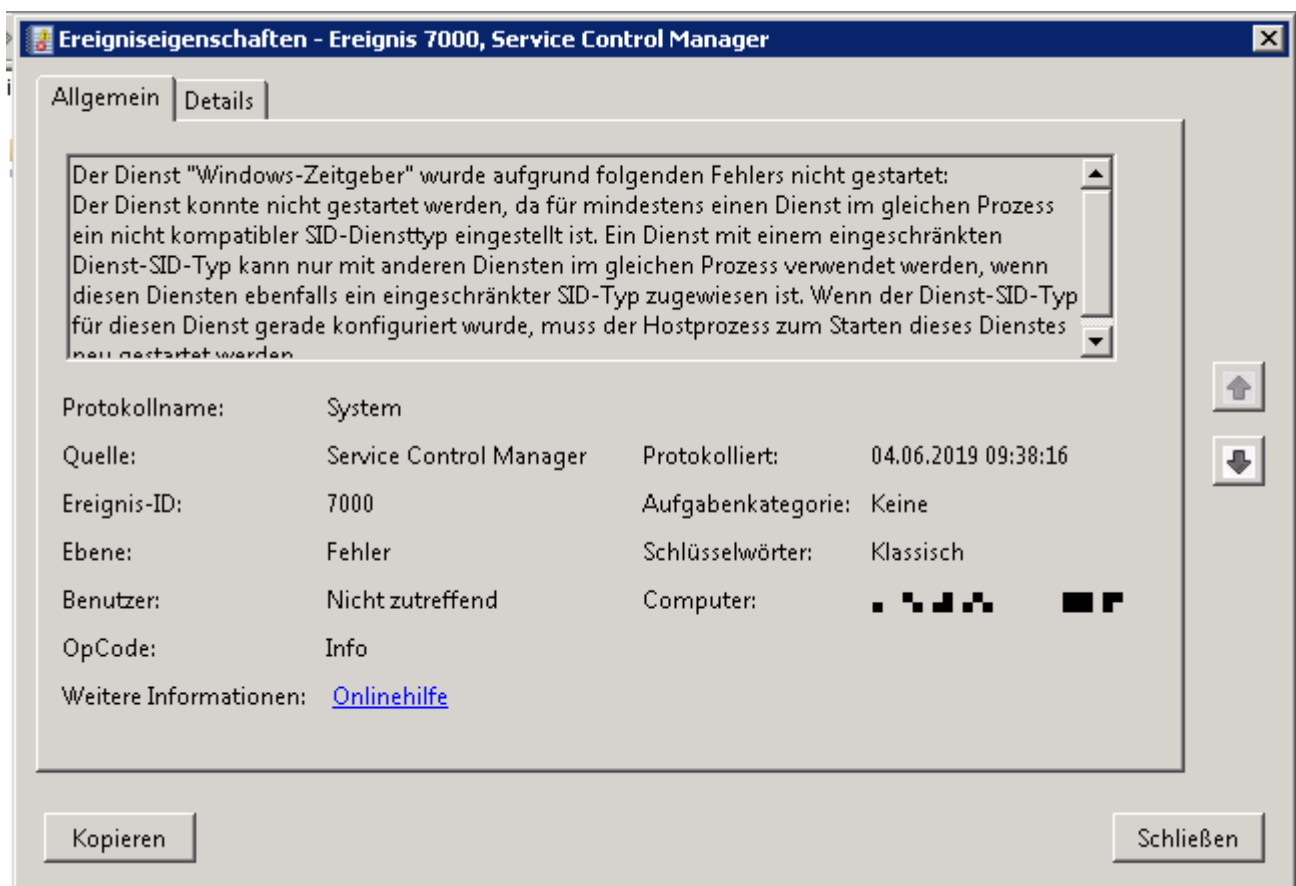 Ereigniseigenschaften - Ereignis 7000, Service Control Manager
Allgemein
Details
Der Dienst "Windows-Zeitgeber" wurde aufgrund folgenden Fehlers nicht gestartet:
Der Dienst konnte nicht gestartet werden, da für mindestens einen Dienst im gleichen Prozess
ein nicht kompatibler SID-Diensttyp eingestellt ist. Ein Dienst mit einem eingeschränkten
Dienst-SID-Typ kann nur mit anderen Diensten im gleichen Prozess verwendet werden, wenn
diesen Diensten ebenfalls ein eingeschränkter SID-Typ zugewiesen ist. Wenn der Dienst-SID-Typ
für diesen Dienst gerade konfiguriert wurde, muss der Hostprozess zum Starten dieses Dienstes
neu gestartet werden
Protokollname: System
Quelle: Service Control Manager Protokolliert: 04.06.2019 09:38:16
Ereignis-ID: 7000 Aufgabenkategorie: Keine
Ebene: Fehler Schlüsselwörter: Klassisch
Benutzer: Nicht zutreffend Computer:
OpCode: Info
Weitere Informationen: Onlinehilfe
Kopieren
Schließen